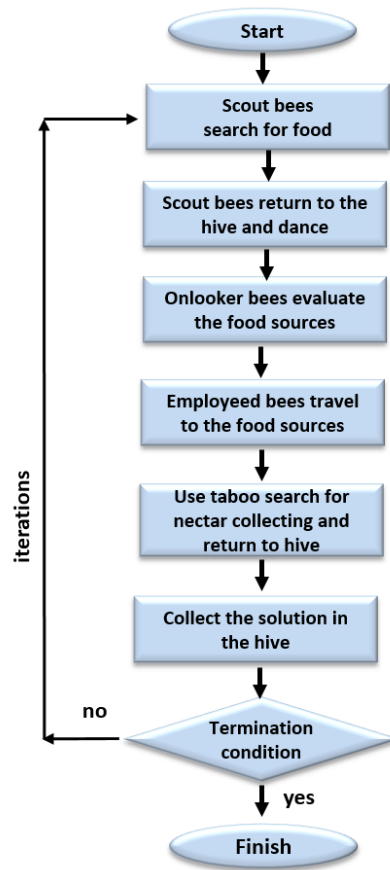 Start
Scout bees
search for food
Scout bees return to the
hive and dance
Onlooker bees evaluate
the food sources
Employeed bees travel
to the food sources
Use taboo search for
nectar collecting and
return to hive
Collect the solution in
the hive
iterations
no
Termination
condition
yes
Finish